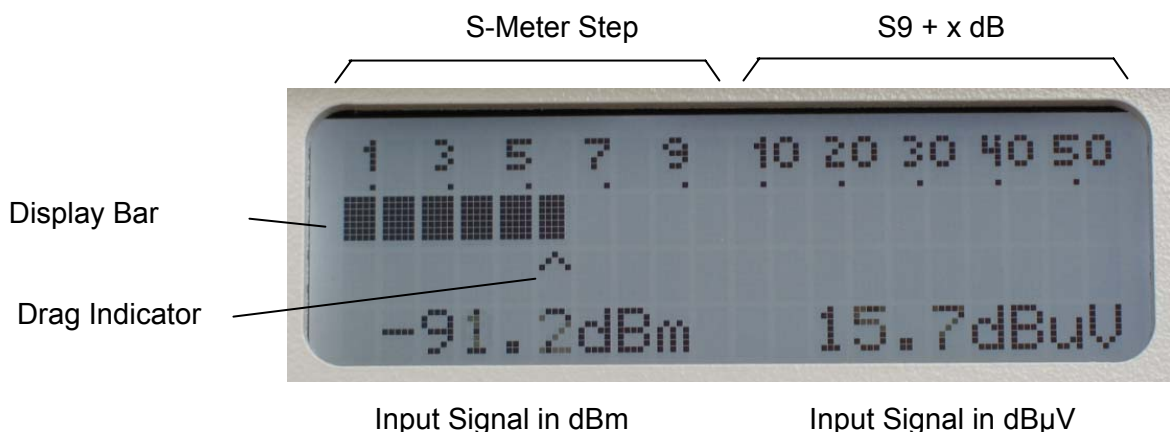 S-Meter Step S9 + x dB
1 3 5 7 9 10 20 30 40 50
Display Bar
Drag Indicator
-91.2dBm 15.7dBuV
Input Signal in dBm Input Signal in dBµV